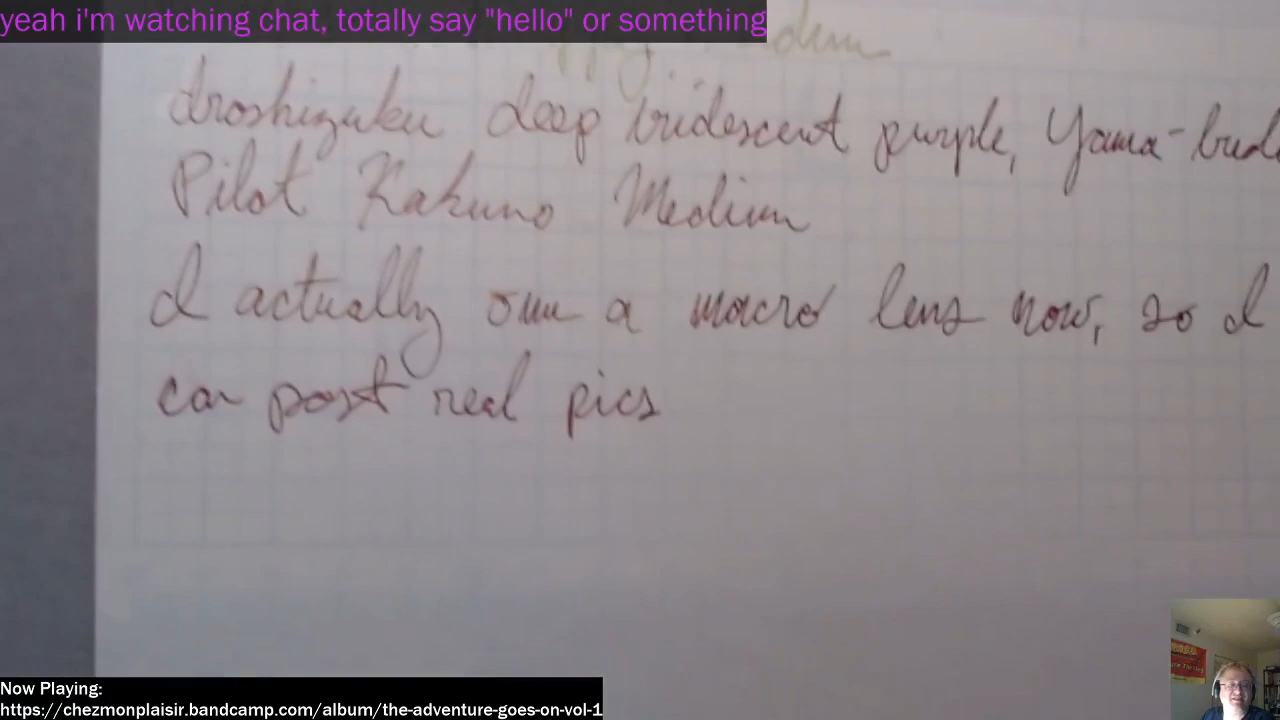 yeah i'm watching chat, totally say "hello" or something
Iroshizuku deep iridescent purple, Yama-bud
Pilot Kakuno Medium
I actually own a macro lens now, so I
can post real pics
Now Playing:
https://chezmonplaisir.bandcamp.com/album/the-adventure-goes-on-vol-1